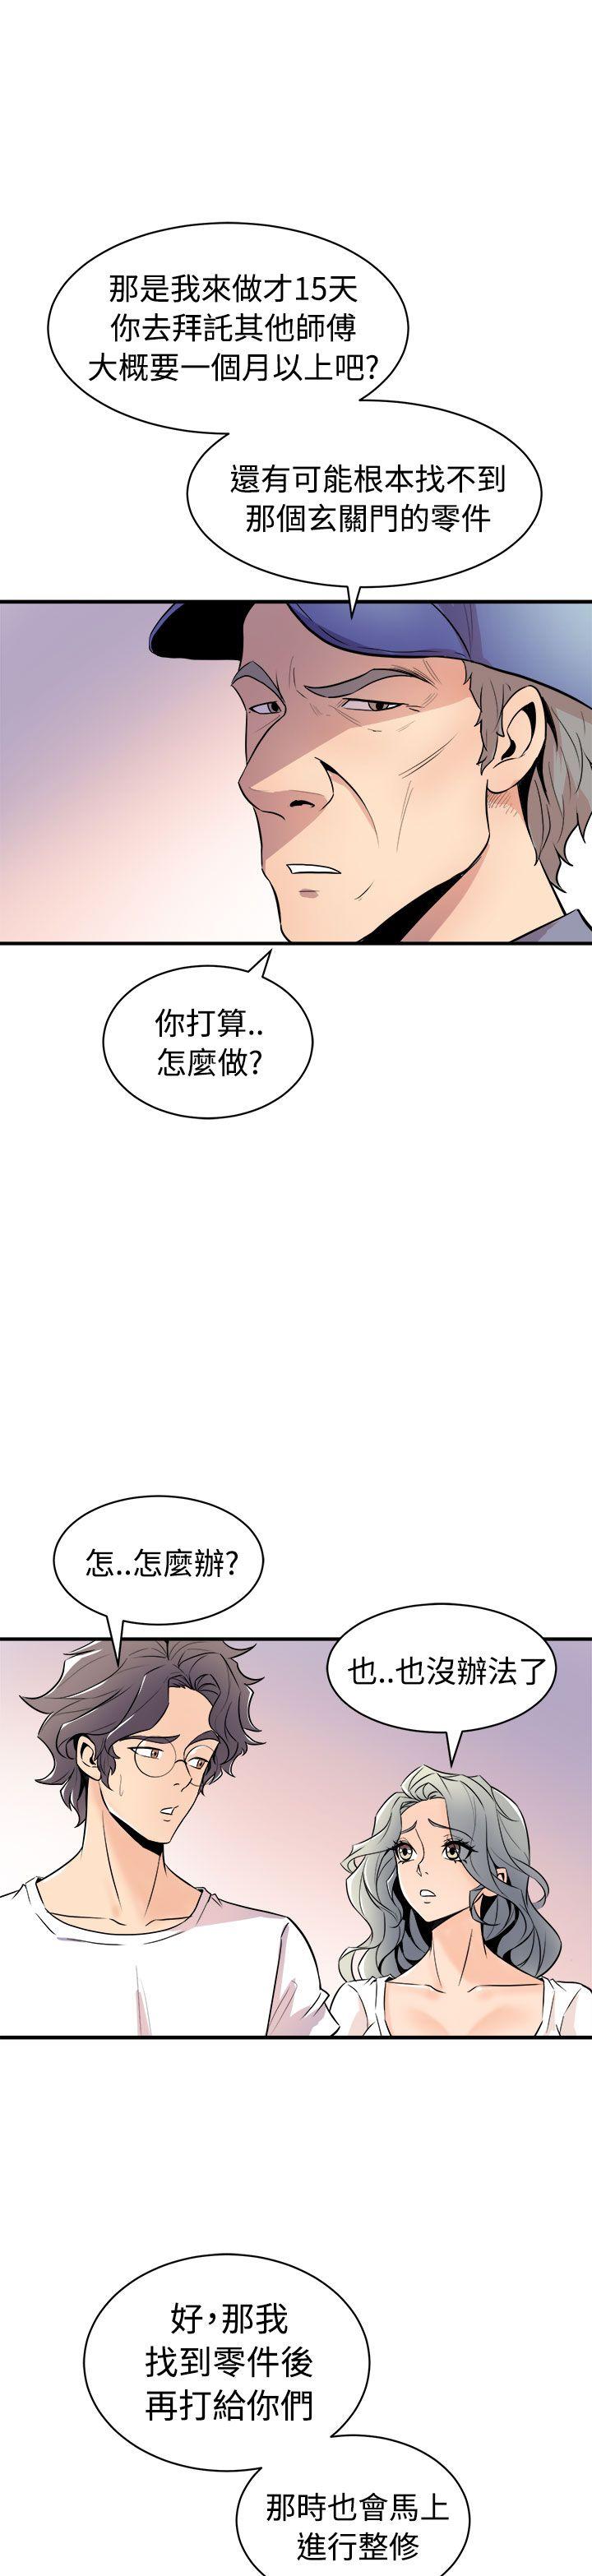 那是我來做才15天
你去拜託其他師傅
大概要一個月以上吧?
還有可能根本找不到
那個玄關門的零件
你打算..
怎麼做?
怎..怎麼辦?
也..也沒辦法了
好,那我
找到零件後
再打給你們
那時也會馬上
進行整修